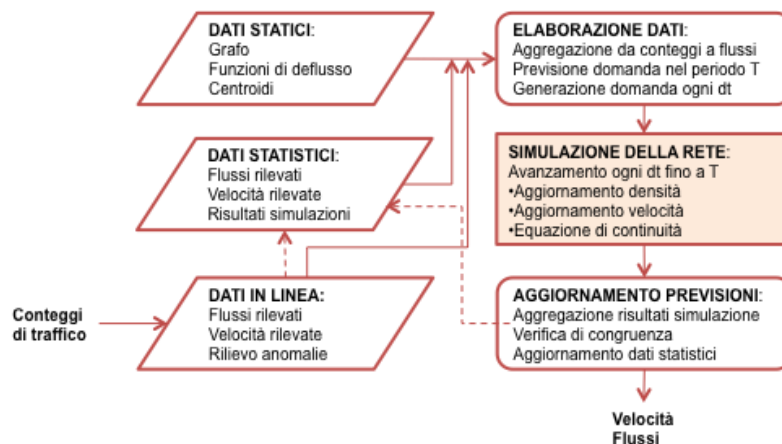 DATI STATICI:
Grafo
Funzioni di deflusso
Centroidi
DATI STATISTICI:
Flussi rilevati
Velocità rilevate
Risultati simulazioni
Conteggi
di traffico
DATI IN LINEA:
Flussi rilevati
Velocità rilevate
Rilievo anomalie
ELABORAZIONE DATI:
Aggregazione da conteggi a flussi
Previsione domanda nel periodo T
Generazione domanda ogni dt
SIMULAZIONE DELLA RETE:
Avanzamento ogni dt fino a T
•Aggiornamento densità
•Aggiornamento velocità
•Equazione di continuità
AGGIORNAMENTO PREVISIONI:
Aggregazione risultati simulazione
Verifica di congruenza
Aggiornamento dati statistici
Velocità
Flussi